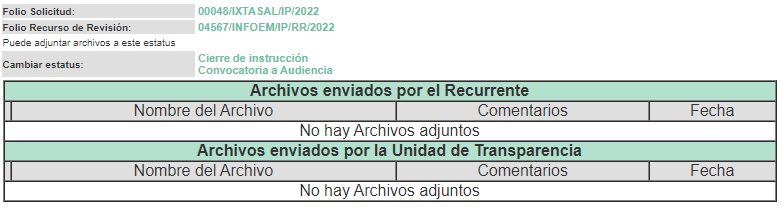 Folio Solicitud: 00048/IXTASAL/IP/2022
Folio Recurso de Revisión: 04567/INFOEM/IP/RR/2022
Puede adjuntar archivos a este estatus
Cambiar estatus: Cierre de instrucción
Convocatoria a Audiencia
Archivos enviados por el Recurrente
Nombre del Archivo Comentarios Fecha
No hay Archivos adjuntos
Archivos enviados por la Unidad de Transparencia
Nombre del Archivo Comentarios Fecha
No hay Archivos adjuntos